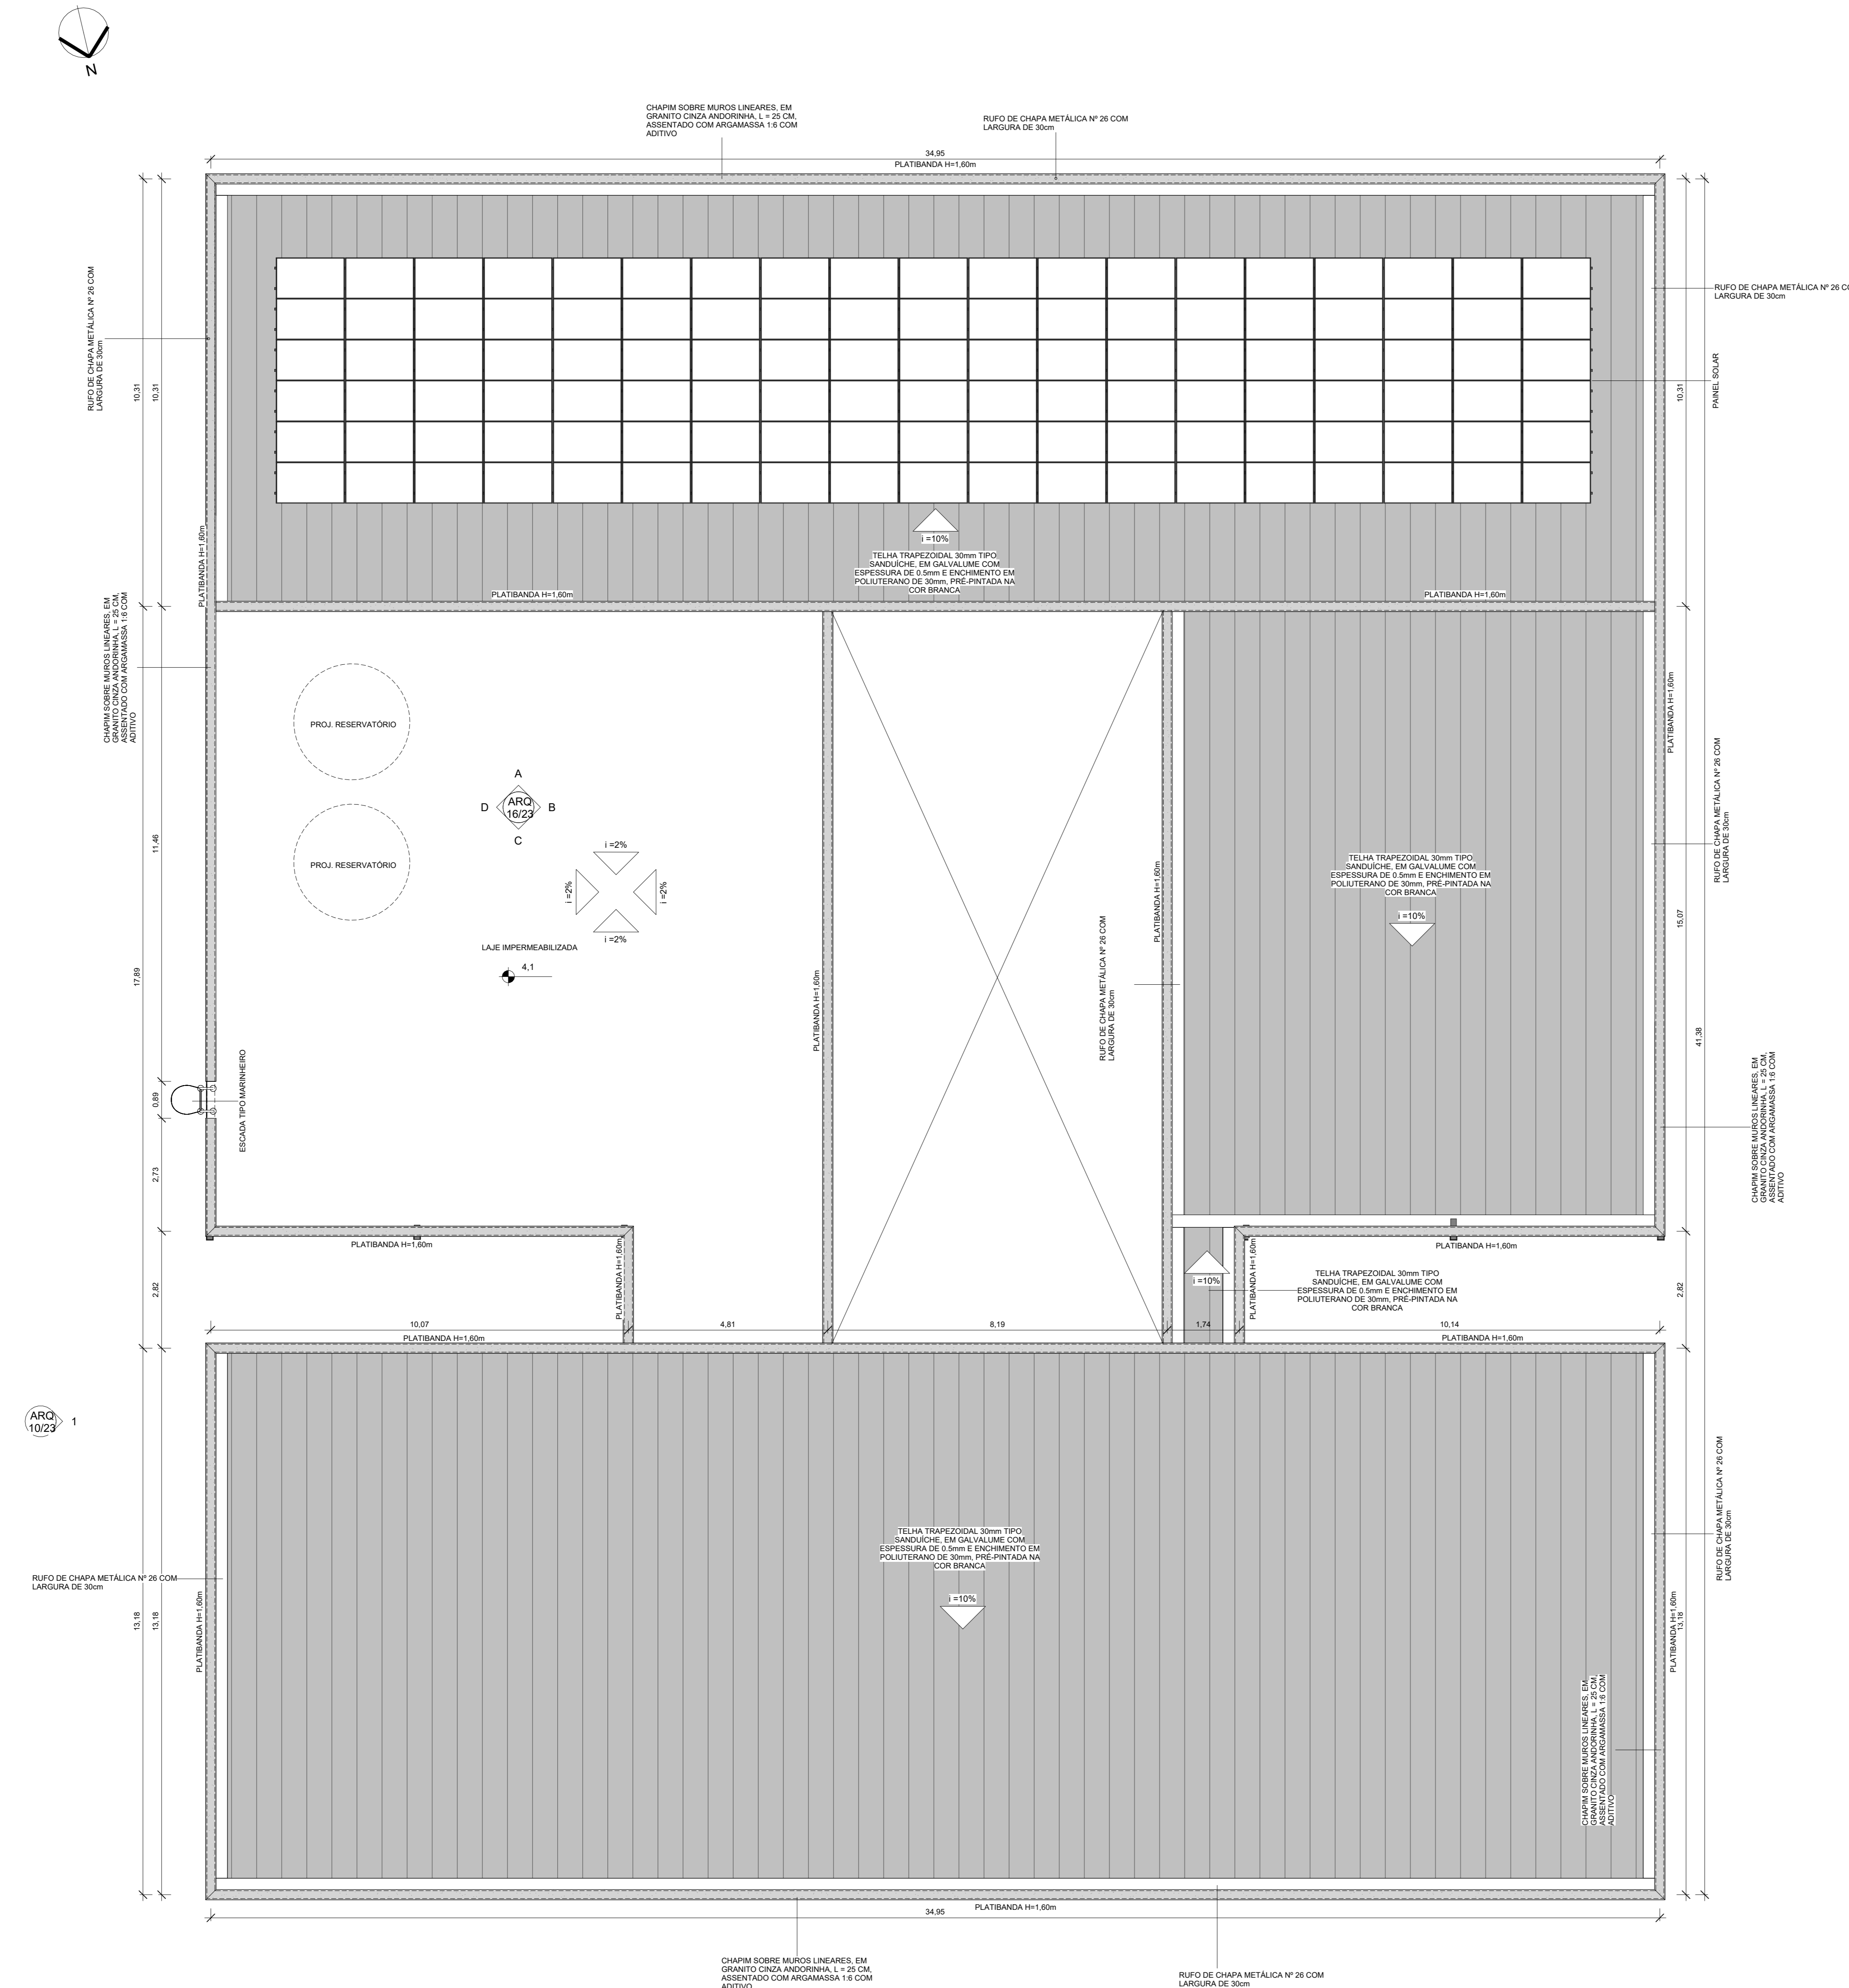 N
CHAPIM SOBRE MUROS LINEARES, EM
GRANITO CINZA ANDORINHA, L = 25 CM,
ASSENTADO COM ARGAMASSA 1:6 COM
ADITIVO
RUFO DE CHAPA METÁLICA Nº 26 COM
LARGURA DE 30cm
34,95
PLATIBANDA H=1,60m
RUFO DE CHAPA METÁLICA Nº 26 COM
LARGURA DE 30cm
10,31
10,31
PLATIBANDA H=1,60m
RUFO DE CHAPA METÁLICA Nº 26
LARGURA DE 30cm
PAINEL SOLAR
10,31
i =10%
TELHA TRAPEZOIDAL 30mm TIPO
SANDUÍCHE, EM GALVALUME COM
ESPESSURA DE 0.5mm E ENCHIMENTO EM
POLIUTERANO DE 30mm, PRÉ-PINTADA NA
COR BRANCA
PLATIBANDA H=1,60m
PLATIBANDA H=1,60m
CHAPIM SOBRE MUROS LINEARES, EM
GRANITO CINZA ANDORINHA, L = 25 CM,
ASSENTADO COM ARGAMASSA 1:6 COM
ADITIVO
PROJ. RESERVATÓRIO
PROJ. RESERVATÓRIO
A
D
ARQ
16/23
B
C
i =2%
i =2%
i =2%
i =2%
LAJE IMPERMEABILIZADA
4,1
11,46
17,89
0,89
2,73
2,82
ESCADA TIPO MARINHEIRO
PLATIBANDA H=1,60m
PLATIBANDA H=1,60m
RUFO DE CHAPA METÁLICA Nº 26 COM
LARGURA DE 30cm
TELHA TRAPEZOIDAL 30mm TIPO
SANDUÍCHE, EM GALVALUME COM
ESPESSURA DE 0.5mm E ENCHIMENTO EM
POLIUTERANO DE 30mm, PRÉ-PINTADA NA
COR BRANCA
i =10%
PLATIBANDA H=1,60m
RUFO DE CHAPA METÁLICA Nº 26 COM
LARGURA DE 30cm
15,07
41,38
CHAPIM SOBRE MUROS LINEARES, EM
GRANITO CINZA ANDORINHA, L = 25 CM,
ASSENTADO COM ARGAMASSA 1:6 COM
ADITIVO
PLATIBANDA H=1,60m
PLATIBANDA H=1,60m
PLATIBANDA H=1,60m
PLATIBANDA H=1,60m
i =10%
TELHA TRAPEZOIDAL 30mm TIPO
SANDUÍCHE, EM GALVALUME COM
ESPESSURA DE 0.5mm E ENCHIMENTO EM
POLIUTERANO DE 30mm, PRÉ-PINTADA NA
COR BRANCA
2,82
10,07
4,81
8,19
1,74
10,14
PLATIBANDA H=1,60m
PLATIBANDA H=1,60m
ARQ
10/23
1
TELHA TRAPEZOIDAL 30mm TIPO
SANDUÍCHE, EM GALVALUME COM
ESPESSURA DE 0.5mm E ENCHIMENTO EM
POLIUTERANO DE 30mm, PRÉ-PINTADA NA
COR BRANCA
i =10%
RUFO DE CHAPA METÁLICA Nº 26 COM
LARGURA DE 30cm
13,18
13,18
PLATIBANDA H=1,60m
RUFO DE CHAPA METÁLICA Nº 26 COM
LARGURA DE 30cm
PLATIBANDA H=1,60m
13,18
CHAPIM SOBRE MUROS LINEARES, EM
GRANITO CINZA ANDORINHA, L = 25 CM,
ASSENTADO COM ARGAMASSA 1:6 COM
ADITIVO
PLATIBANDA H=1,60m
34,95
CHAPIM SOBRE MUROS LINEARES, EM
GRANITO CINZA ANDORINHA, L = 25 CM,
ASSENTADO COM ARGAMASSA 1:6 COM
ADITIVO
RUFO DE CHAPA METÁLICA Nº 26 COM
LARGURA DE 30cm